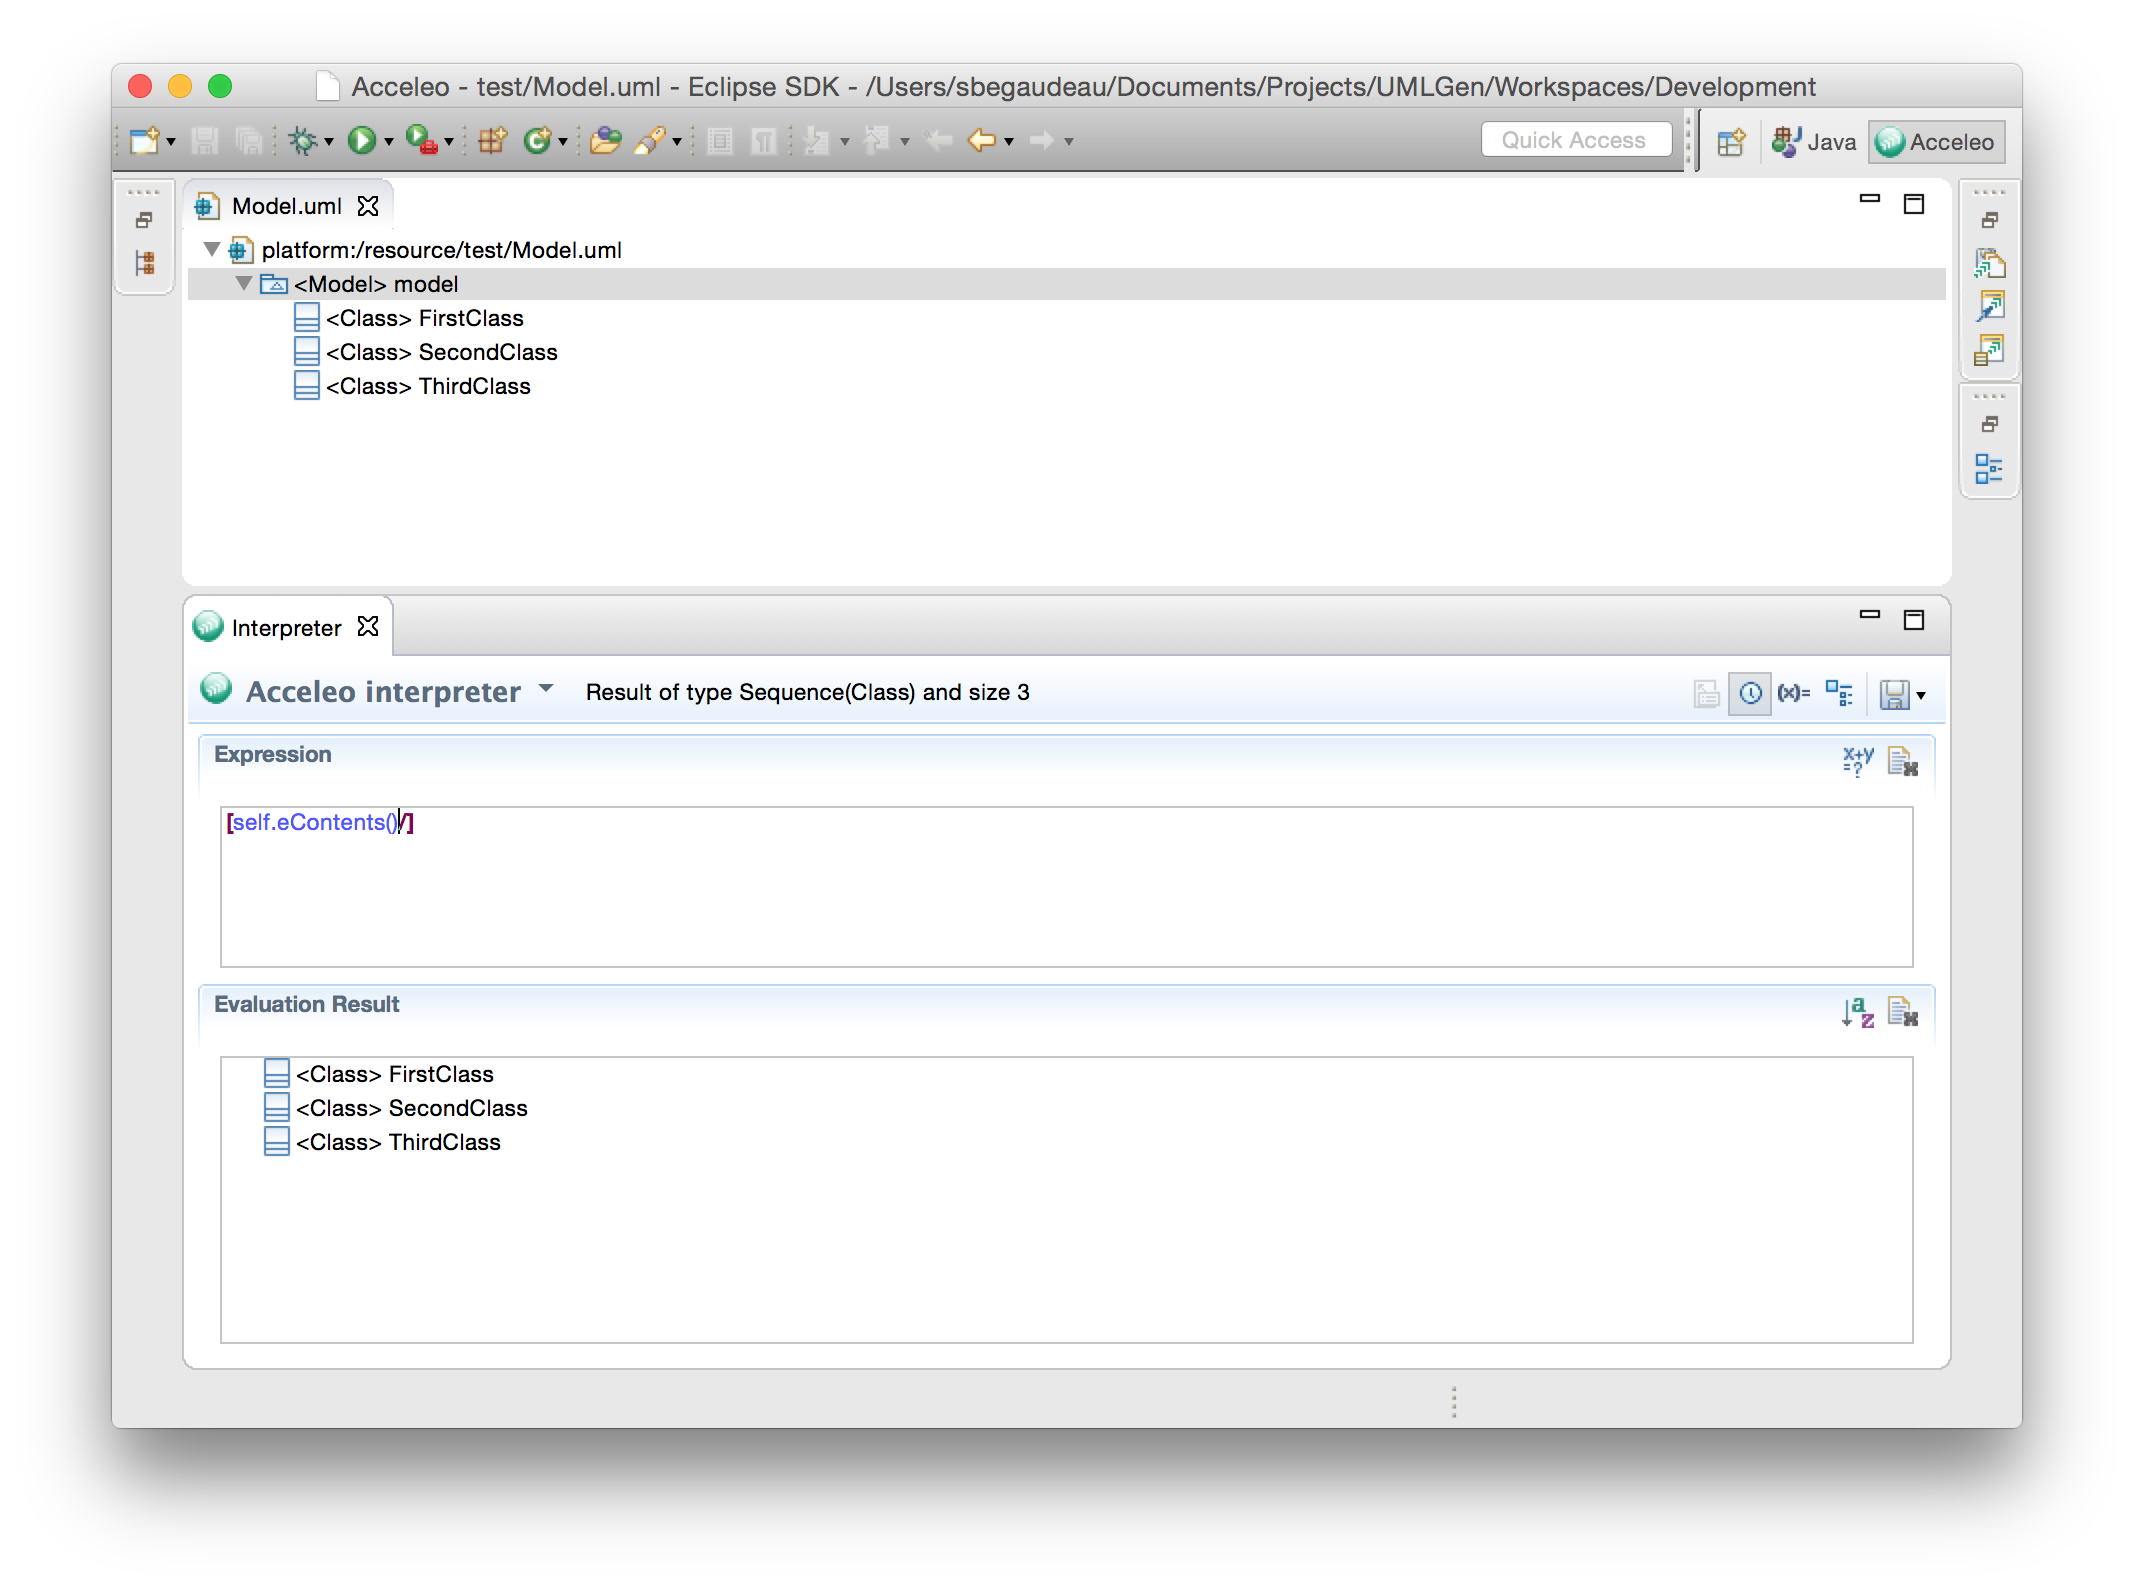 Acceleo - test/Model.uml - Eclipse SDK - /Users/sbegaudeau/Documents/Projects/UMLGen/Workspaces/Development
Quick Access
Java
Acceleo
Model.uml
platform:/resource/test/Model.uml
<Model> model
<Class> FirstClass
<Class> SecondClass
<Class> ThirdClass
Interpreter
Acceleo interpreter
Result of type Sequence(Class) and size 3
(x)=
Expression
x+y
=?
[self.eContents()/]
Evaluation Result
a
z
<Class> FirstClass
<Class> SecondClass
<Class> ThirdClass